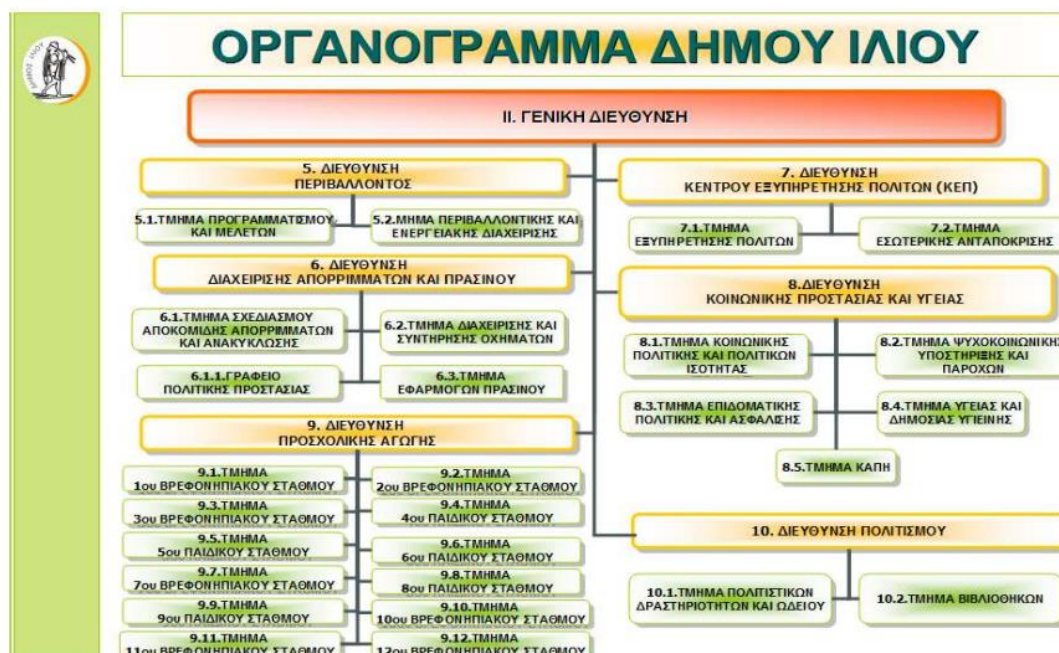 ΟΡΓΑΝΟΓΡΑΜΜΑ ΔΗΜΟΥ ΙΛΙΟΥ
ΙΙ. ΓΕΝΙΚΗ ΔΙΕΥΘΥΝΣΗ
5. ΔΙΕΥΘΥΝΣΗ
ΠΕΡΙΒΑΛΛΟΝΤΟΣ
5.1.ΤΜΗΜΑ ΠΡΟΓΡΑΜΜΑΤΙΣΜΟΥ
ΚΑΙ ΜΕΛΕΤΩΝ
5.2.ΜΗΜΑ ΠΕΡΙΒΑΛΛΟΝΤΙΚΗΣ ΚΑΙ
ΕΝΕΡΓΕΙΑΚΗΣ ΔΙΑΧΕΙΡΙΣΗΣ
6. ΔΙΕΥΘΥΝΣΗ
ΔΙΑΧΕΙΡΙΣΗΣ ΑΠΟΡΡΙΜΜΑΤΩΝ ΚΑΙ ΠΡΑΣΙΝΟΥ
6.1.ΤΜΗΜΑ ΣΧΕΔΙΑΣΜΟΥ
ΑΠΟΚΟΜΙΔΗΣ ΑΠΟΡΡΙΜΜΑΤΩΝ
ΚΑΙ ΑΝΑΚΥΚΛΩΣΗΣ
6.2.ΤΜΗΜΑ ΔΙΑΧΕΙΡΙΣΗΣ ΚΑΙ
ΣΥΝΤΗΡΗΣΗΣ ΟΧΗΜΑΤΩΝ
6.1.1.ΓΡΑΦΕΙΟ
ΠΟΛΙΤΙΚΗΣ ΠΡΟΣΤΑΣΙΑΣ
6.3.ΤΜΗΜΑ
ΕΦΑΡΜΟΓΩΝ ΠΡΑΣΙΝΟΥ
9. ΔΙΕΥΘΥΝΣΗ
ΠΡΟΣΧΟΛΙΚΗΣ ΑΓΩΓΗΣ
9.1.ΤΜΗΜΑ
1ου ΒΡΕΦΟΝΗΠΙΑΚΟΥ ΣΤΑΘΜΟΥ
9.2.ΤΜΗΜΑ
2ου ΒΡΕΦΟΝΗΠΙΑΚΟΥ ΣΤΑΘΜΟΥ
9.3.ΤΜΗΜΑ
3ου ΒΡΕΦΟΝΗΠΙΑΚΟΥ ΣΤΑΘΜΟΥ
9.4.ΤΜΗΜΑ
4ου ΠΑΙΔΙΚΟΥ ΣΤΑΘΜΟΥ
9.5.ΤΜΗΜΑ
5ου ΠΑΙΔΙΚΟΥ ΣΤΑΘΜΟΥ
9.6.ΤΜΗΜΑ
6ου ΠΑΙΔΙΚΟΥ ΣΤΑΘΜΟΥ
9.7.ΤΜΗΜΑ
7ου ΒΡΕΦΟΝΗΠΙΑΚΟΥ ΣΤΑΘΜΟΥ
9.8.ΤΜΗΜΑ
8ου ΠΑΙΔΙΚΟΥ ΣΤΑΘΜΟΥ
9.9.ΤΜΗΜΑ
9ου ΠΑΙΔΙΚΟΥ ΣΤΑΘΜΟΥ
9.10.ΤΜΗΜΑ
10ου ΒΡΕΦΟΝΗΠΙΑΚΟΥ ΣΤΑΘΜΟΥ
9.11.ΤΜΗΜΑ
11ου ΒΡΕΦΟΝΗΠΙΑΚΟΥ ΣΤΑΘΜΟΥ
9.12.ΤΜΗΜΑ
12ου ΒΡΕΦΟΝΗΠΙΑΚΟΥ ΣΤΑΘΜΟΥ
7. ΔΙΕΥΘΥΝΣΗ
ΚΕΝΤΡΟΥ ΕΞΥΠΗΡΕΤΗΣΗΣ ΠΟΛΙΤΩΝ (ΚΕΠ)
7.1.ΤΜΗΜΑ
ΕΞΥΠΗΡΕΤΗΣΗΣ ΠΟΛΙΤΩΝ
7.2.ΤΜΗΜΑ
ΕΣΩΤΕΡΙΚΗΣ ΑΝΤΑΠΟΚΡΙΣΗΣ
8.ΔΙΕΥΘΥΝΣΗ
ΚΟΙΝΩΝΙΚΗΣ ΠΡΟΣΤΑΣΙΑΣ ΚΑΙ ΥΓΕΙΑΣ
8.1.ΤΜΗΜΑ ΚΟΙΝΩΝΙΚΗΣ
ΠΟΛΙΤΙΚΗΣ ΚΑΙ ΠΟΛΙΤΙΚΩΝ
ΙΣΟΤΗΤΑΣ
8.2.ΤΜΗΜΑ ΨΥΧΟΚΟΙΝΩΝΙΚΗΣ
ΥΠΟΣΤΗΡΙΞΗΣ ΚΑΙ
ΠΑΡΟΧΩΝ
8.3.ΤΜΗΜΑ ΕΠΙΔΟΜΑΤΙΚΗΣ
ΠΟΛΙΤΙΚΗΣ ΚΑΙ ΑΣΦΑΛΙΣΗΣ
8.4.ΤΜΗΜΑ ΥΓΕΙΑΣ ΚΑΙ
ΔΗΜΟΣΙΑΣ ΥΓΙΕΙΝΗΣ
8.5.ΤΜΗΜΑ ΚΑΠΗ
10. ΔΙΕΥΘΥΝΣΗ ΠΟΛΙΤΙΣΜΟΥ
10.1.ΤΜΗΜΑ ΠΟΛΙΤΙΣΤΙΚΩΝ
ΔΡΑΣΤΗΡΙΟΤΗΤΩΝ ΚΑΙ ΩΔΕΙΟΥ
10.2.ΤΜΗΜΑ ΒΙΒΛΙΟΘΗΚΩΝ